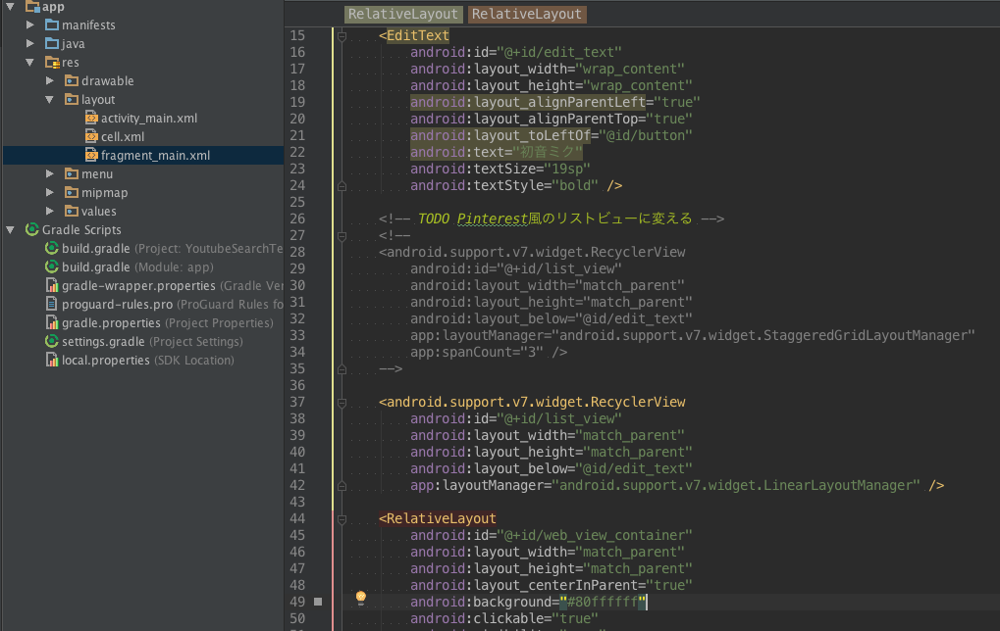 app
manifests
java
res
drawable
layout
activity_main.xml
cell.xml
fragment_main.xml
menu
mipmap
values
Gradle Scripts
build.gradle (Project: YoutubeSearchTe
build.gradle (Module: app)
gradle-wrapper.properties (Gradle Ver
proguard-rules.pro (ProGuard Rules fo
gradle.properties (Project Properties)
settings.gradle (Project Settings)
local.properties (SDK Location)
RelativeLayout RelativeLayout
15 <EditText
16 android:id="@+id/edit_text"
17 android:layout_width="wrap_content"
18 android:layout_height="wrap_content"
19 android:layout_alignParentLeft="true"
20 android:layout_alignParentTop="true"
21 android:layout_toLeftOf="@id/button"
22 android:text="初音ミク"
23 android:textSize="19sp"
24 android:textStyle="bold" />
25
26 <!-- TODO Pinterest風のリストビューに変える -->
27 <!--
28 <android.support.v7.widget.RecyclerView
29 android:id="@+id/list_view"
30 android:layout_width="match_parent"
31 android:layout_height="match_parent"
32 android:layout_below="@id/edit_text"
33 app:layoutManager="android.support.v7.widget.StaggeredGridLayoutManager"
34 app:spanCount="3" />
35 -->
36
37 <android.support.v7.widget.RecyclerView
38 android:id="@+id/list_view"
39 android:layout_width="match_parent"
40 android:layout_height="match_parent"
41 android:layout_below="@id/edit_text"
42 app:layoutManager="android.support.v7.widget.LinearLayoutManager" />
43
44 <RelativeLayout
45 android:id="@+id/web_view_container"
46 android:layout_width="match_parent"
47 android:layout_height="match_parent"
48 android:layout_centerInParent="true"
49 android:background="#80ffffff"
50 android:clickable="true"